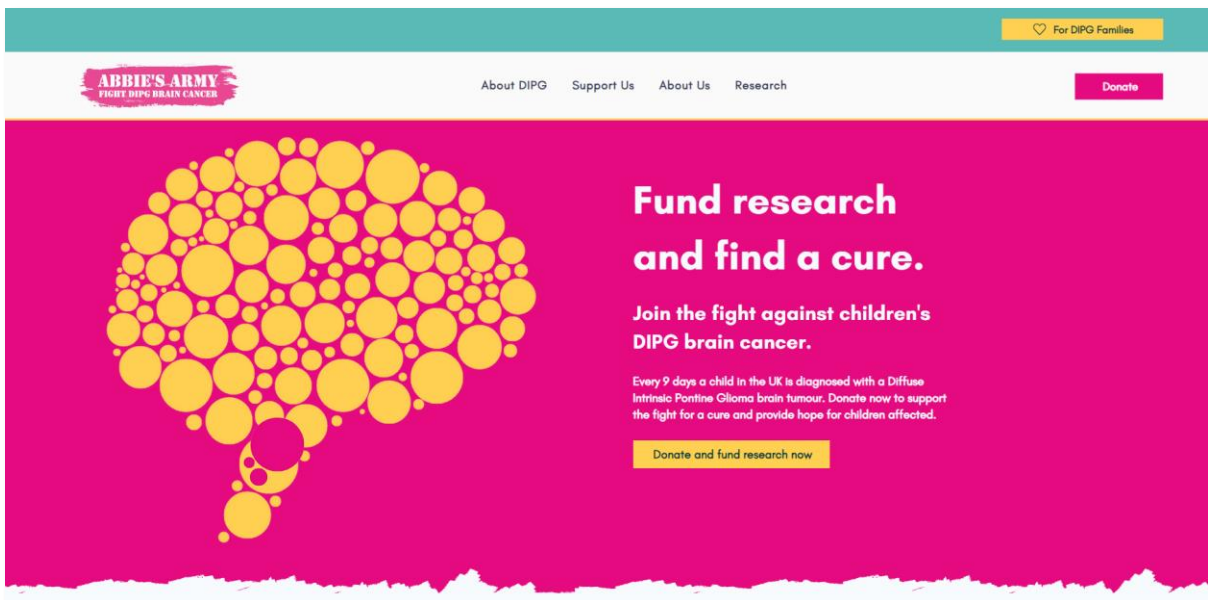 For DIPG Families
ABBIE'S ARMY
FIGHT DIPG BRAIN CANCER
About DIPG Support Us About Us Research
Donate
Fund research
and find a cure.
Join the fight against children's
DIPG brain cancer.
Every 9 days a child in the UK is diagnosed with a Diffuse
Intrinsic Pontine Glioma brain tumour. Donate now to support
the fight for a cure and provide hope for children affected.
Donate and fund research now